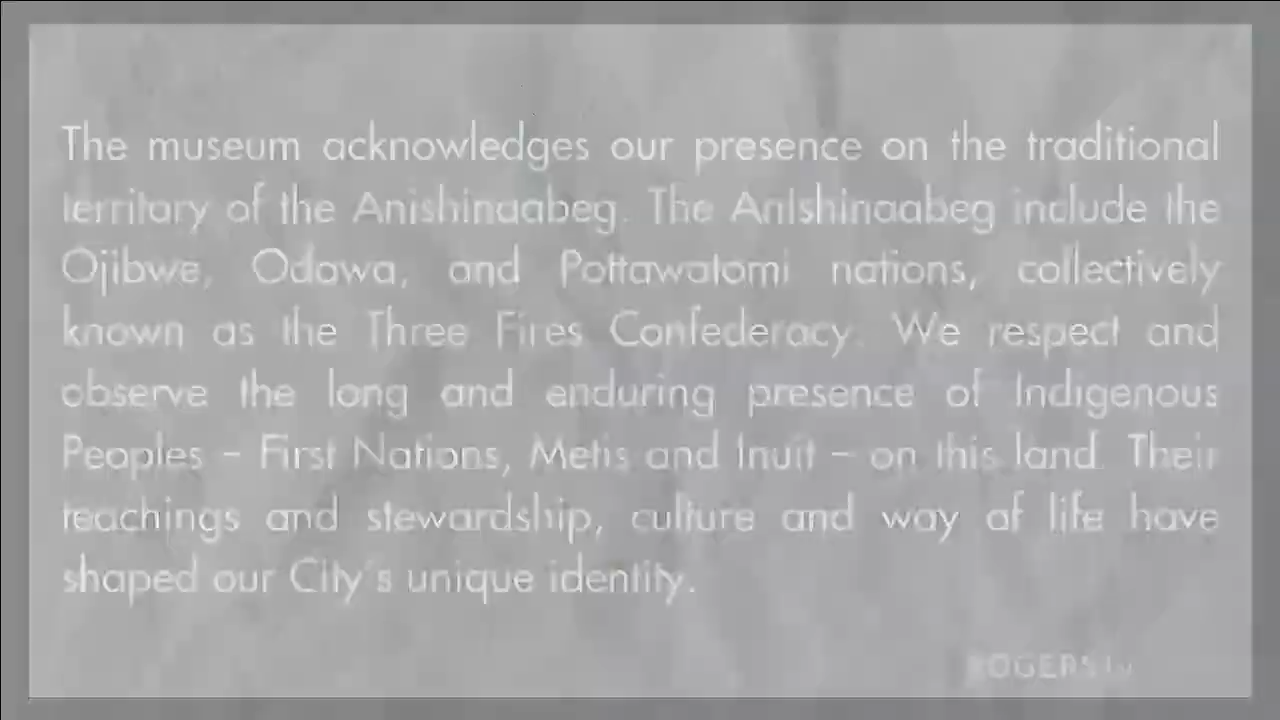 The museum acknowledges our presence on the traditional
territory of the Anishinaabeg. The Anishinaabeg include the
Ojibwe, Odawa, and Pottawatomi nations, collectively
known as the Three Fires Confederacy. We respect and
observe the long and enduring presence of Indigenous
Peoples – First Nations, Metis and Inuit – on this land. Their
teachings and stewardship, culture and way of life have
shaped our City's unique identity.
ROGERS tv